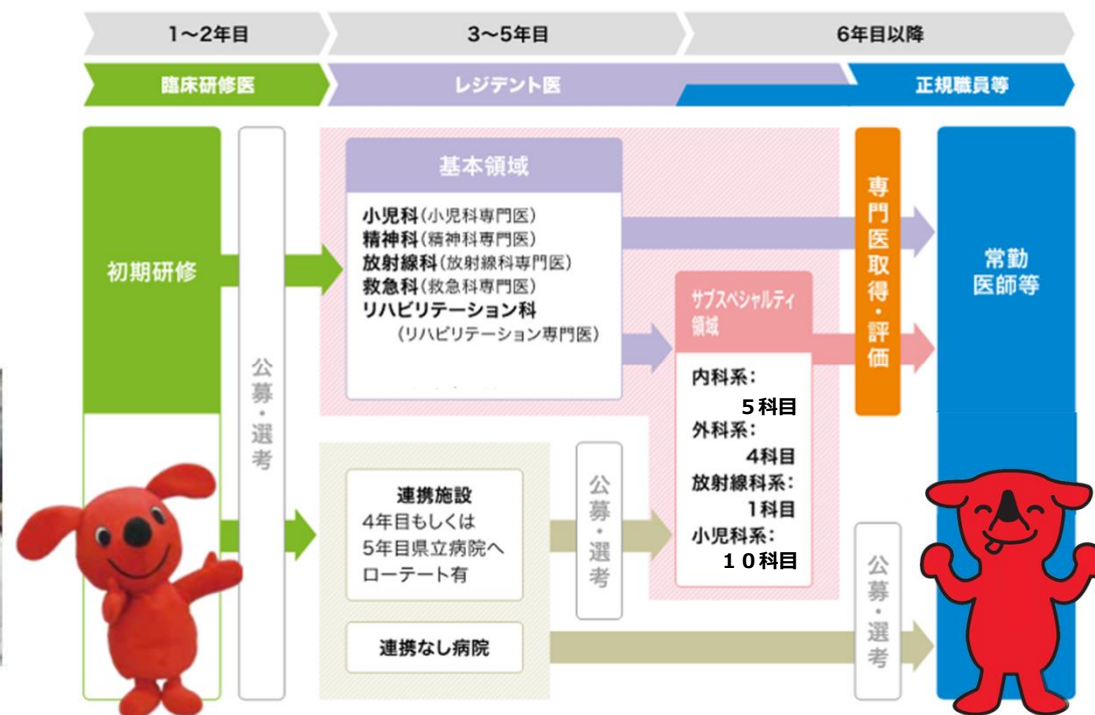 1～2年目
3～5年目
6年目以降
臨床研修医
レジデント医
正規職員等
初期研修
公募・選考
基本領域
小児科(小児科専門医)
精神科(精神科専門医)
放射線科(放射線科専門医)
救急科(救急科専門医)
リハビリテーション科
(リハビリテーション専門医)
サブスペシャルティ
領域
内科系：
５科目
外科系：
4科目
放射線科系：
1科目
小児科系：
１０科目
専門医取得・評価
常勤
医師等
連携施設
4年目もしくは
5年目県立病院へ
ローテート有
公募・選考
連携なし病院
公募・選考